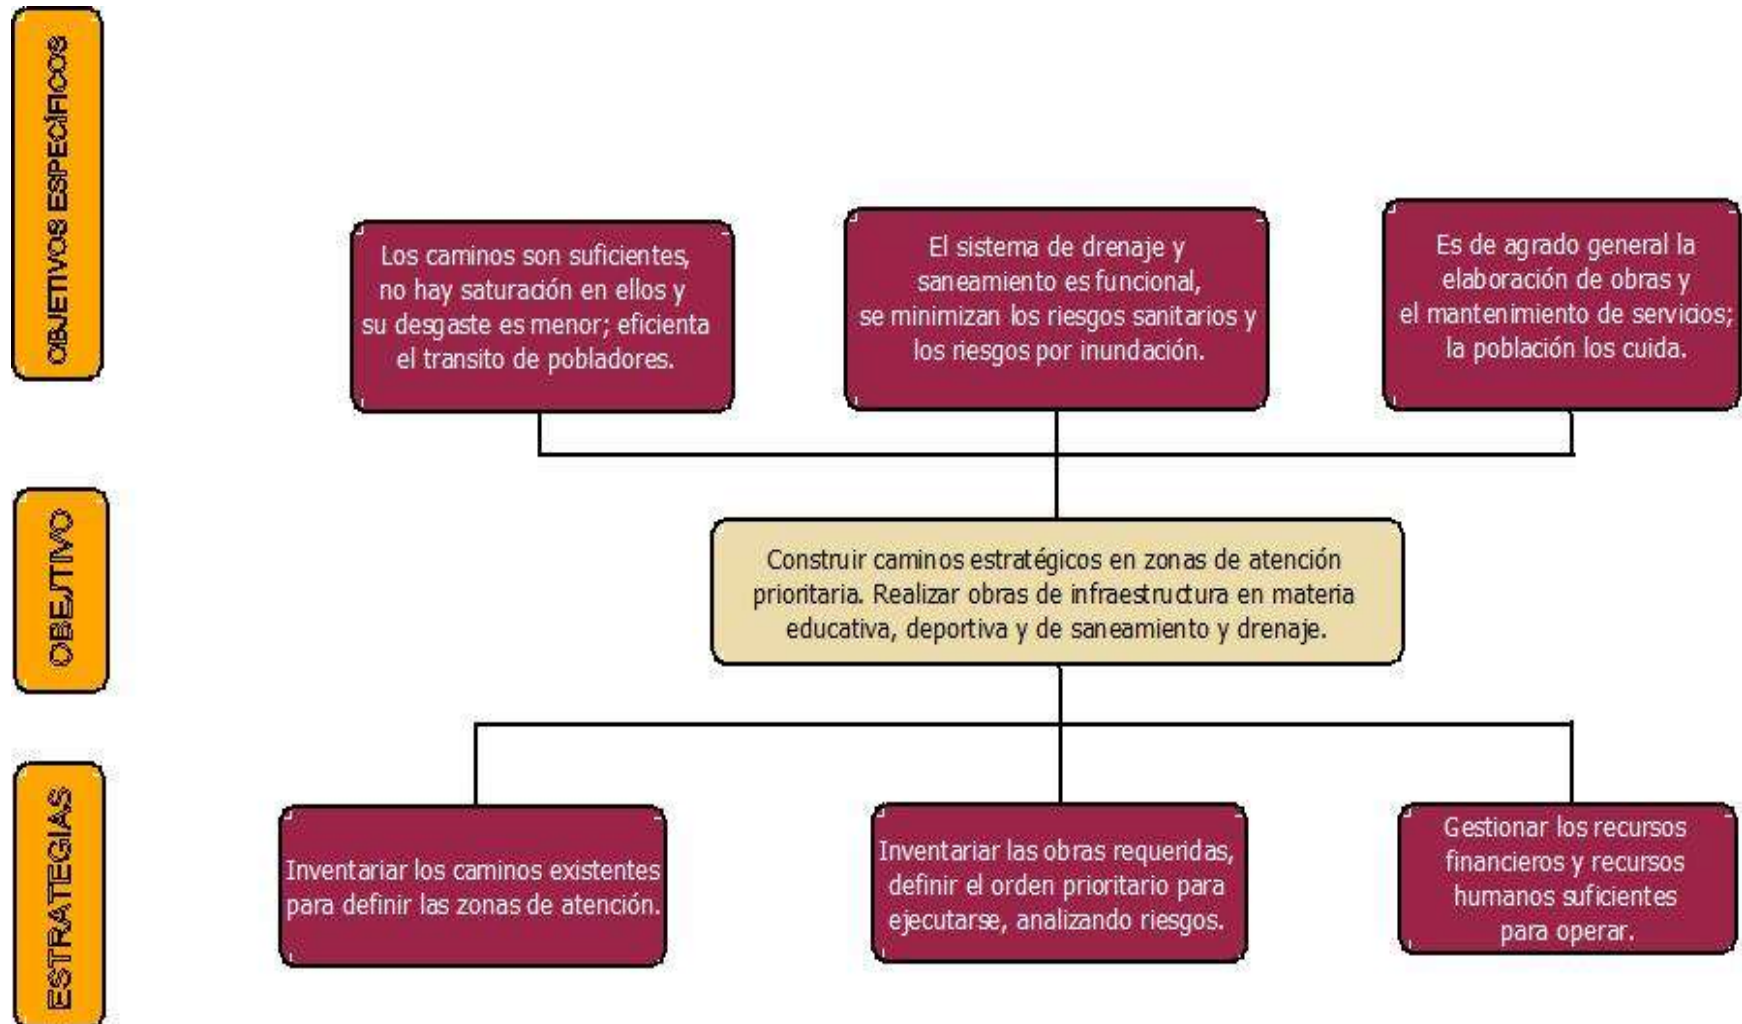 OBJETIVOS ESPECÍFICOS
Los caminos son suficientes,
no hay saturación en ellos y
su desgaste es menor; eficienta
el transito de pobladores.
El sistema de drenaje y
saneamiento es funcional,
se minimizan los riesgos sanitarios y
los riesgos por inundación.
Es de agrado general la
elaboración de obras y
el mantenimiento de servicios;
la población los cuida.
OBEJTIVO
Construir caminos estratégicos en zonas de atención
prioritaria. Realizar obras de infraestructura en materia
educativa, deportiva y de saneamiento y drenaje.
ESTRATEGIAS
Inventariar los caminos existentes
para definir las zonas de atención.
Inventariar las obras requeridas,
definir el orden prioritario para
ejecutarse, analizando riesgos.
Gestionar los recursos
financieros y recursos
humanos suficientes
para operar.